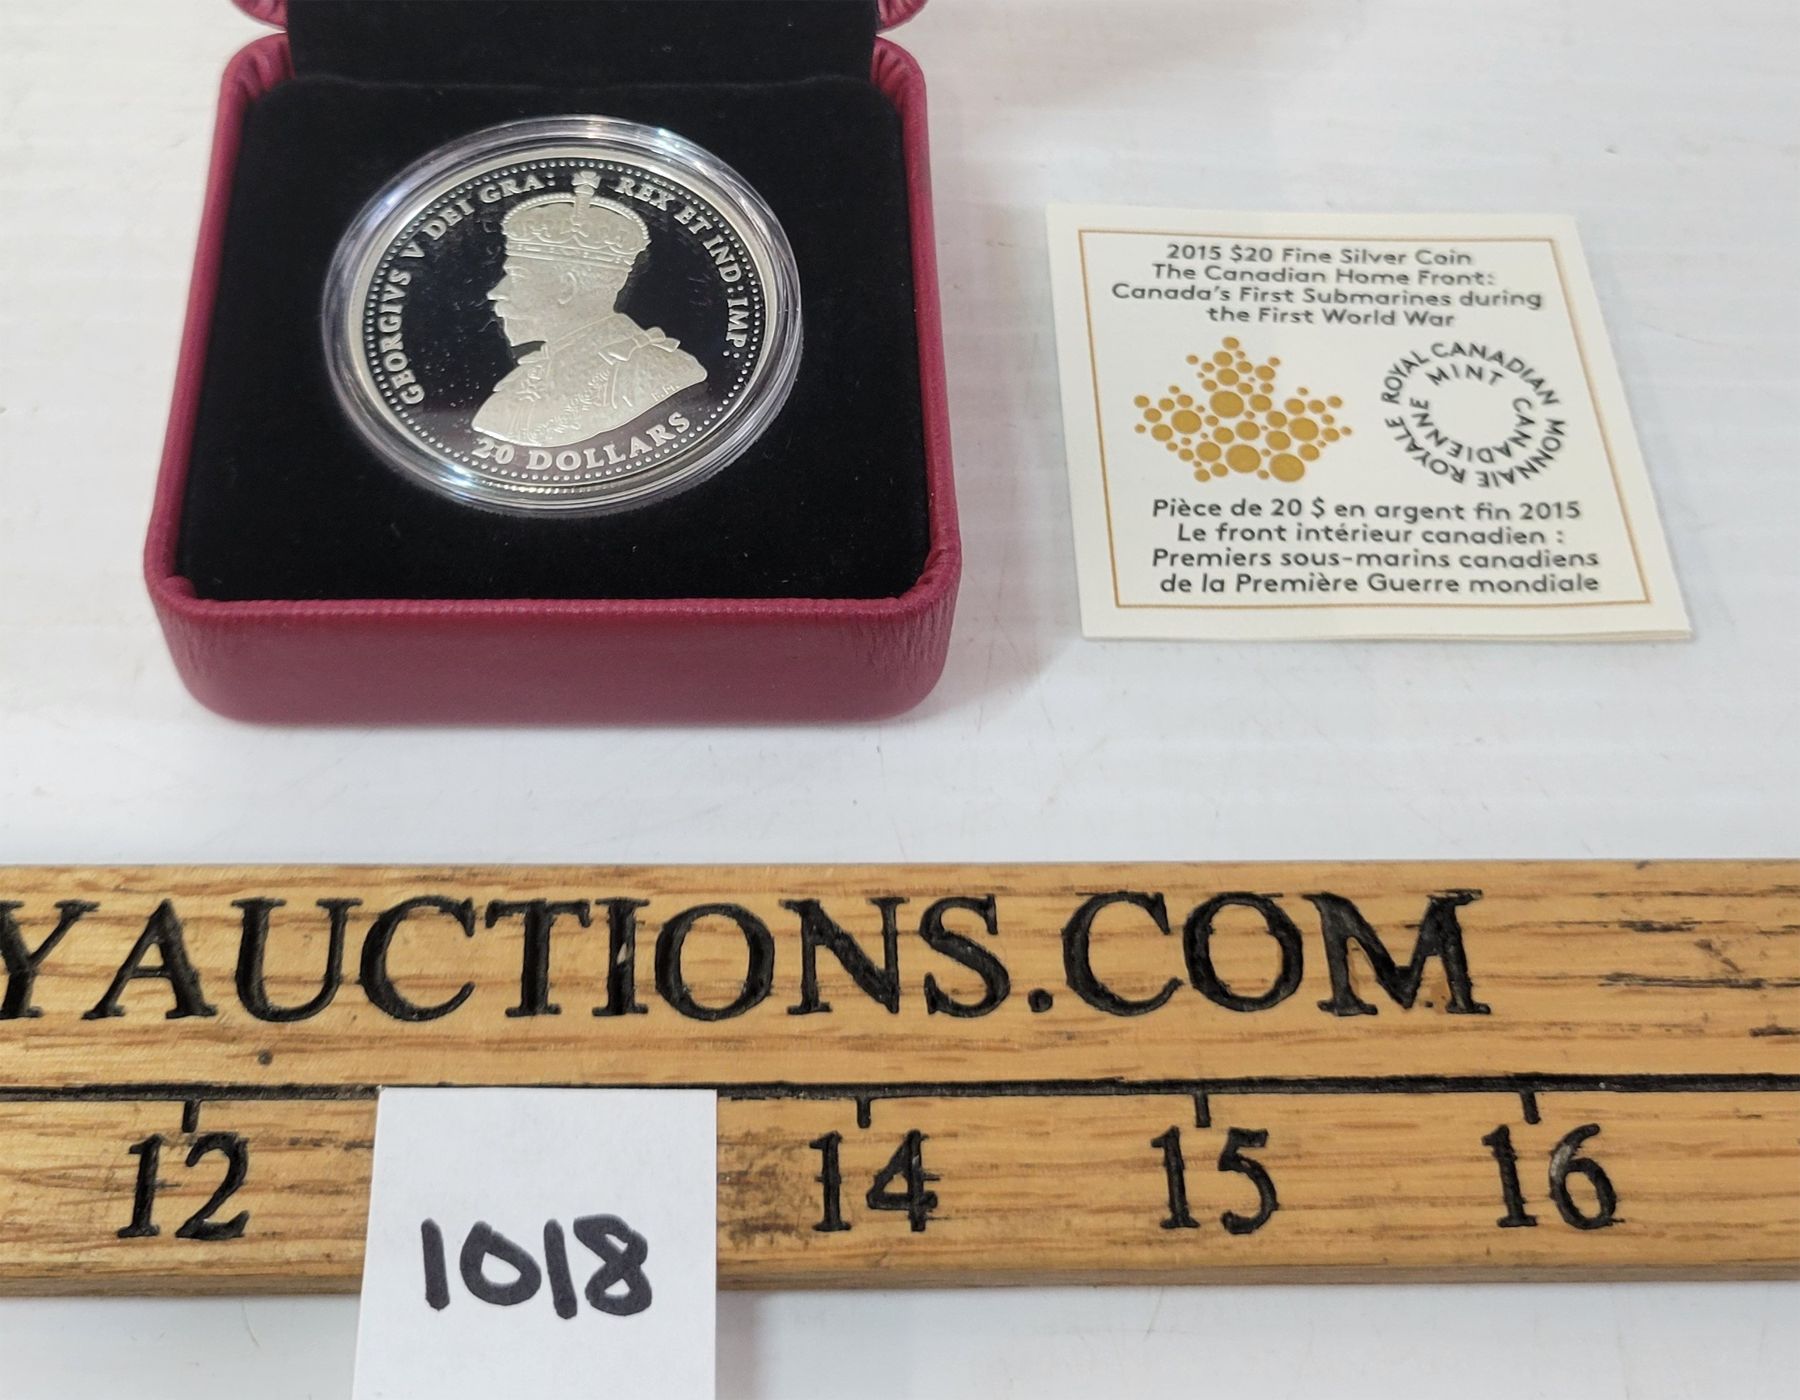 GEORGIVS V DEI GRA: REX ET IND: IMP:
20 DOLLARS
2015 $20 Fine Silver Coin
The Canadian Home Front:
Canada's First Submarines during
the First World War
ROYAL CANADIAN MINT
MONNAIE ROYALE CANADIENNE
Pièce de 20 $ en argent fin 2015
Le front intérieur canadien :
Premiers sous-marins canadiens
de la Première Guerre mondiale
YAUCTIONS.COM
12 14 15 16
1018